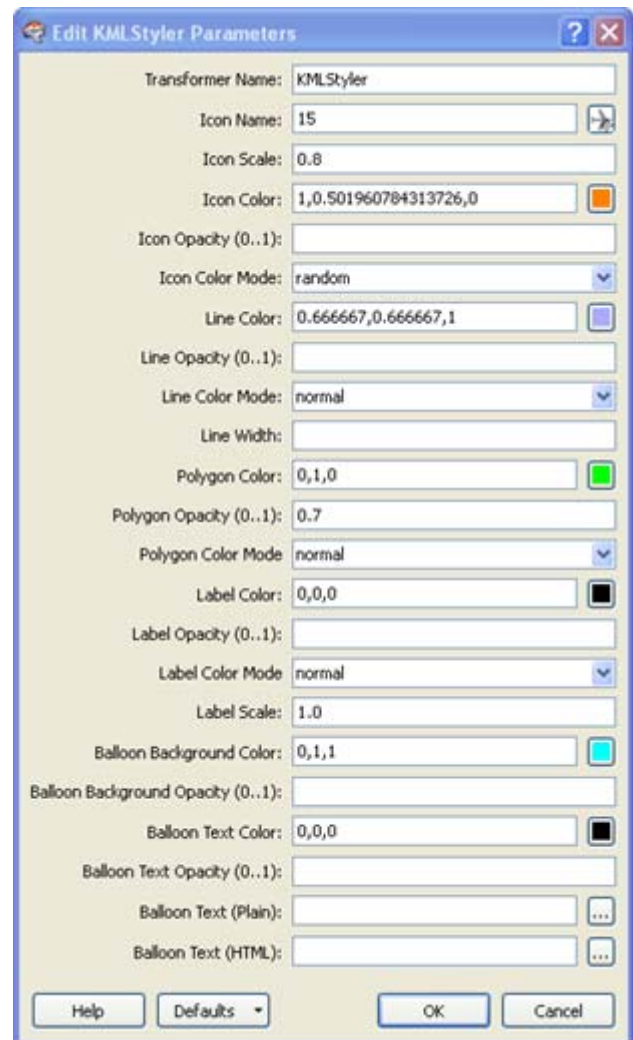 Edit KMLStyler Parameters
Transformer Name: KMLStyler
Icon Name: 15
Icon Scale: 0.8
Icon Color: 1,0.501960784313726,0
Icon Opacity (0..1):
Icon Color Mode: random
Line Color: 0.666667,0.666667,1
Line Opacity (0..1):
Line Color Mode: normal
Line Width:
Polygon Color: 0,1,0
Polygon Opacity (0..1): 0.7
Polygon Color Mode normal
Label Color: 0,0,0
Label Opacity (0..1):
Label Color Mode normal
Label Scale: 1.0
Balloon Background Color: 0,1,1
Balloon Background Opacity (0..1):
Balloon Text Color: 0,0,0
Balloon Text Opacity (0..1):
Balloon Text (Plain): ...
Balloon Text (HTML): ...
Help Defaults OK Cancel